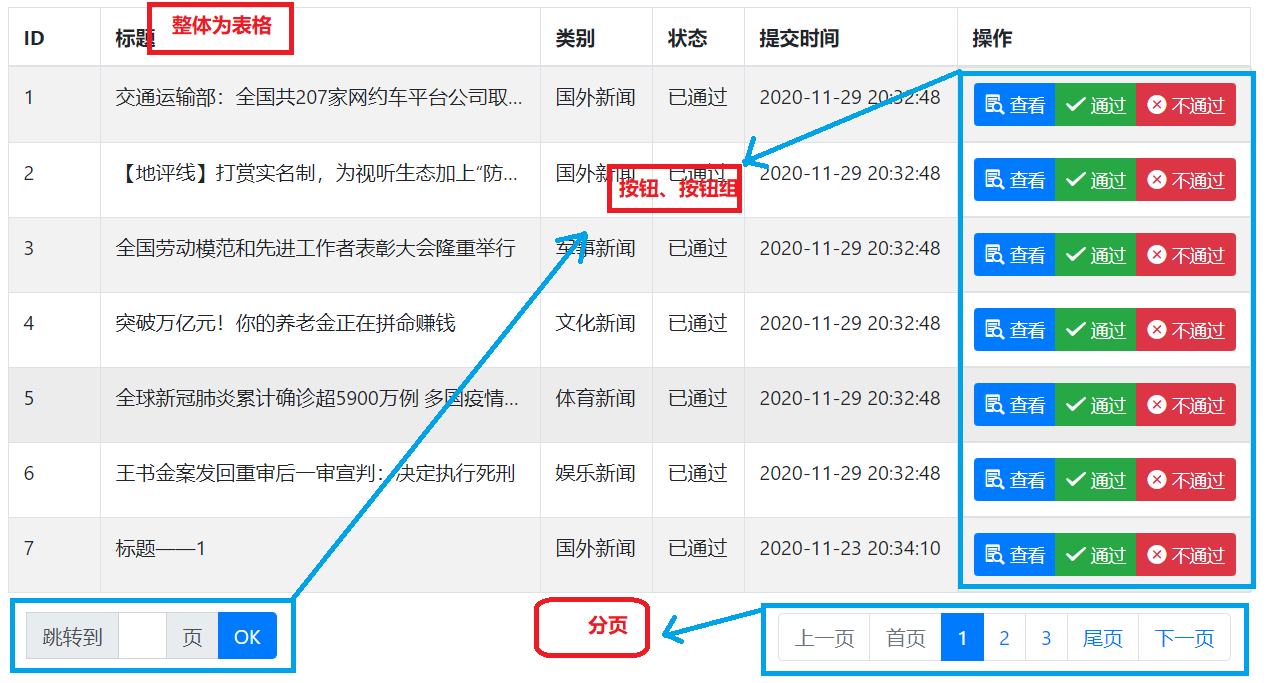 ID 标题 整体为表格 类别 状态 提交时间 操作
1 交通运输部：全国共207家网约车平台公司取... 国外新闻 已通过 2020-11-29 20:32:48 查看 通过 不通过
2 【地评线】打赏实名制，为视听生态加上“防... 国外新闻 已通过 2020-11-29 20:32:48 查看 通过 不通过
按钮、按钮组
3 全国劳动模范和先进工作者表彰大会隆重举行 军事新闻 已通过 2020-11-29 20:32:48 查看 通过 不通过
4 突破万亿元！你的养老金正在拼命赚钱 文化新闻 已通过 2020-11-29 20:32:48 查看 通过 不通过
5 全球新冠肺炎累计确诊超5900万例 多国疫情... 体育新闻 已通过 2020-11-29 20:32:48 查看 通过 不通过
6 王书金案发回重审后一审宣判：决定执行死刑 娱乐新闻 已通过 2020-11-29 20:32:48 查看 通过 不通过
7 标题——1 国外新闻 已通过 2020-11-23 20:34:10 查看 通过 不通过
跳转到 页 OK 分页 上一页 首页 1 2 3 尾页 下一页